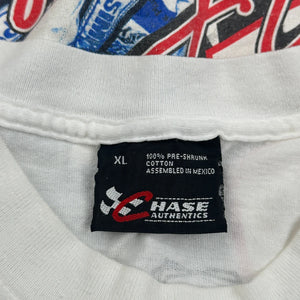 XL
100% PRE-SHRUNK
COTTON
ASSEMBLED IN MEXICO
CHASE
AUTHENTICS